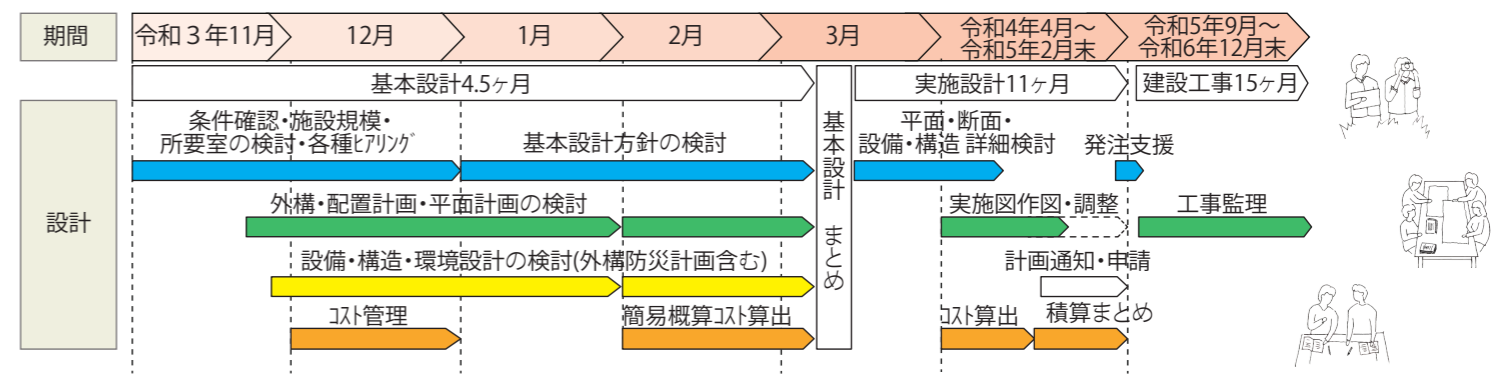 期間
令和３年11月
12月
1月
2月
3月
令和4年4月～
令和5年2月末
令和5年9月～
令和6年12月末
設計
基本設計4.5ヶ月
実施設計11ヶ月
建設工事15ヶ月
条件確認・施設規模・
所要室の検討・各種ﾋｱﾘﾝｸﾞ
基本設計方針の検討
基本設計　まとめ
平面・断面・
設備・構造 詳細検討
発注支援
外構・配置計画・平面計画の検討
実施図作図・調整
工事監理
設備・構造・環境設計の検討(外構防災計画含む)
計画通知・申請
ｺｽﾄ管理
簡易概算ｺｽﾄ算出
ｺｽﾄ算出
積算まとめ